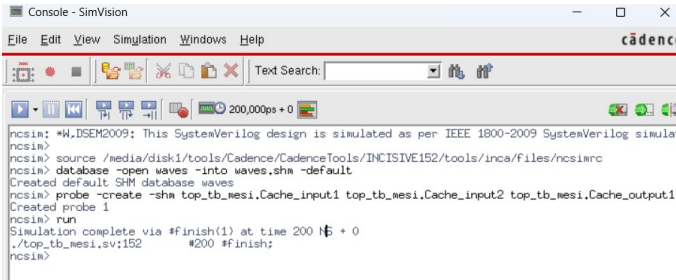 Console - SimVision
File Edit View Simulation Windows Help
cādence
Text Search:
200,000ps + 0
ncsim: *W,DSEM2009: This SystemVerilog design is simulated as per IEEE 1800-2009 SystemVerilog simula
ncsim>
ncsim> source /media/disk1/tools/Cadence/CadenceTools/INCISIVE152/tools/inca/files/ncsimrc
ncsim> database -open waves -into waves.shm -default
Created default SHM database waves
ncsim> probe -create -shm top_tb_mesi.Cache_input1 top_tb_mesi.Cache_input2 top_tb_mesi.Cache_output1
Created probe 1
ncsim> run
Simulation complete via $finish(1) at time 200 NS + 0
./top_tb_mesi.sv:152 #200 $finish;
ncsim>